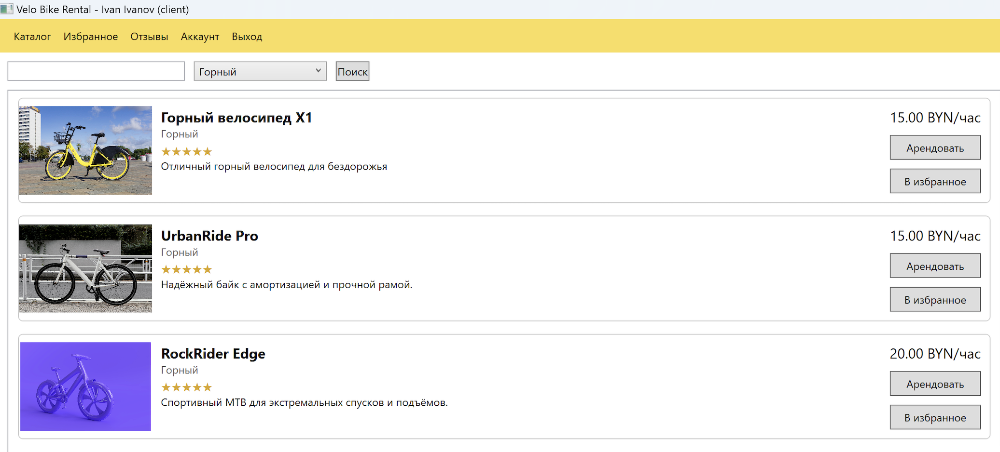 Velo Bike Rental - Ivan Ivanov (client)
Каталог Избранное Отзывы Аккаунт Выход
Горный Поиск
Горный велосипед X1
Горный
★★★★★
Отличный горный велосипед для бездорожья
15.00 BYN/час
Арендовать
В избранное
UrbanRide Pro
Горный
★★★★★
Надёжный байк с амортизацией и прочной рамой.
15.00 BYN/час
Арендовать
В избранное
RockRider Edge
Горный
★★★★★
Спортивный MTB для экстремальных спусков и подъёмов.
20.00 BYN/час
Арендовать
В избранное